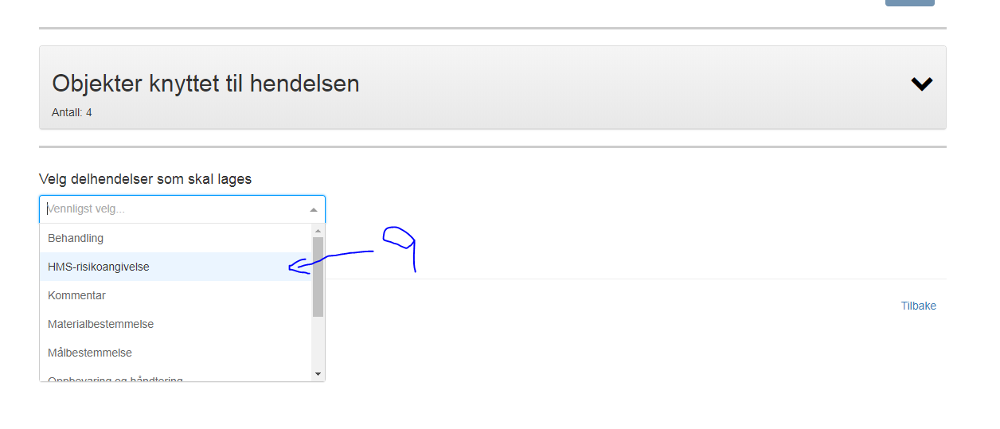 Objekter knyttet til hendelsen
Antall: 4
Velg delhendelser som skal lages
Vennligst velg...
Behandling
HMS-risikoangivelse
9
Kommentar
Tilbake
Materialbestemmelse
Målbestemmelse
Oppbevaring og håndtering